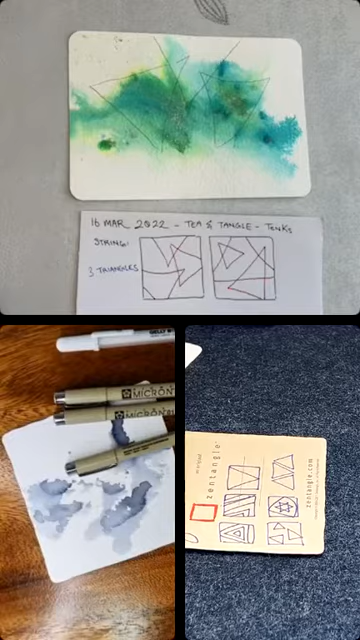 16 MAR 2022 - TEA & TANGLE - TENKS
STRING:
3 TRIANGLES
MICRON
MICRON
zentangle
zentangle.com